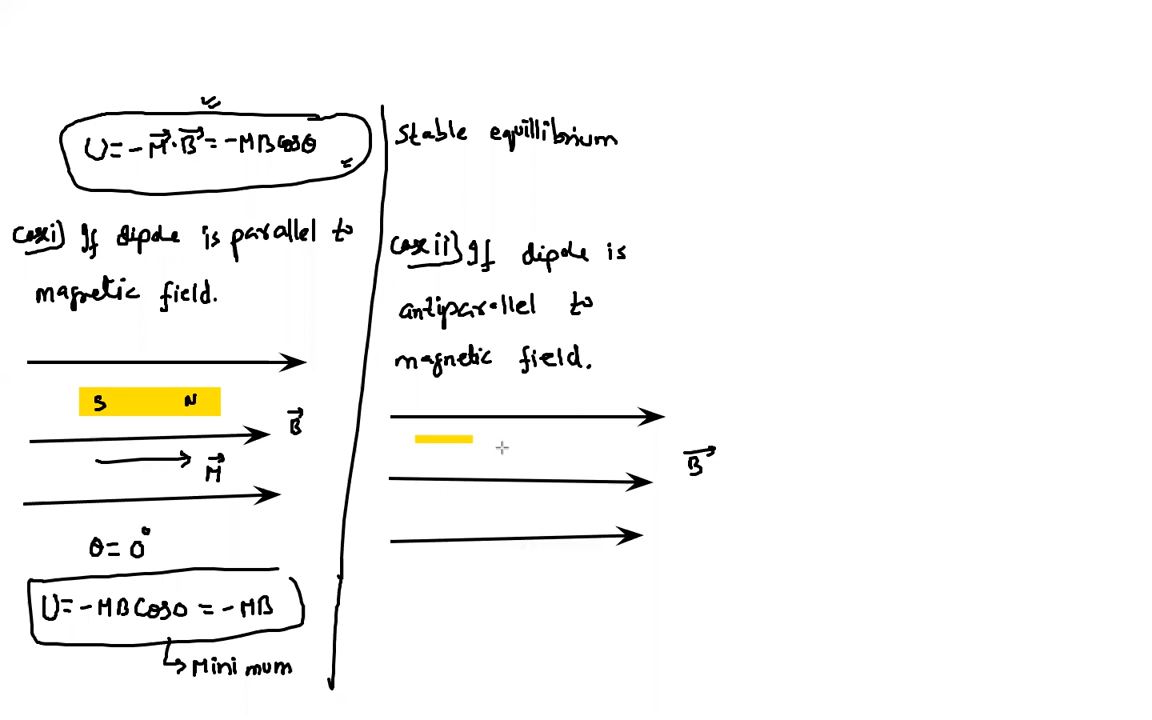 U = -M⃗·B⃗ = -MBcosθ
Case i) If dipole is parallel to
magnetic field.
S N
B⃗
M⃗
θ = 0°
U = -MBCos0 = -MB
→ Minimum
Stable equillibrium
Case ii) If dipole is
antiparallel to
magnetic field.
B⃗